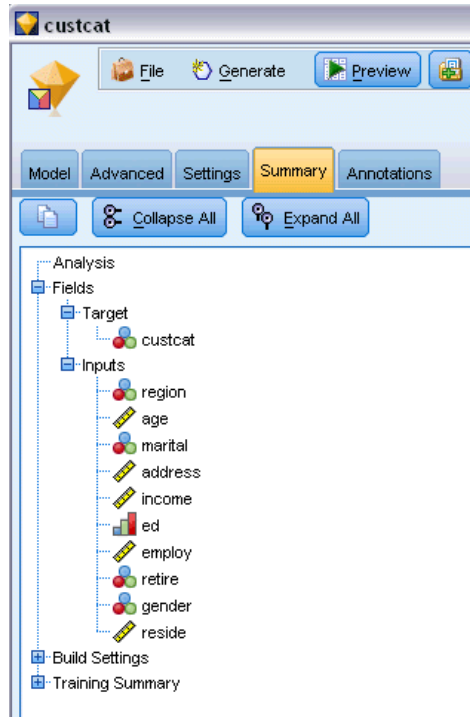 custcat
File Generate Preview
Model Advanced Settings Summary Annotations
Collapse All Expand All
Analysis
Fields
Target
custcat
Inputs
region
age
marital
address
income
ed
employ
retire
gender
reside
Build Settings
Training Summary